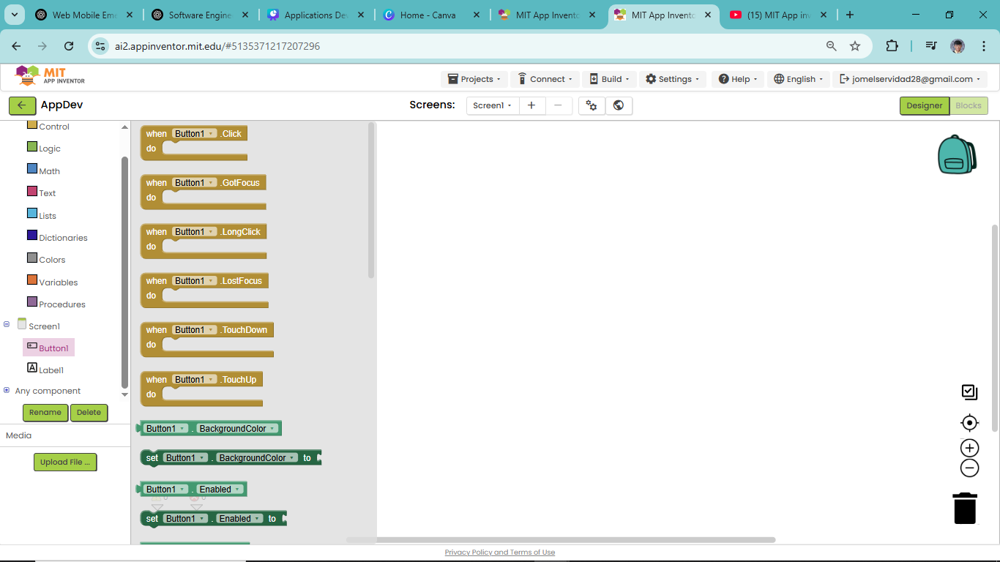 Web Mobile Eme
Software Engine
Applications De
Home - Canva
MIT App Invento
MIT App Invento
(15) MIT App in
ai2.appinventor.mit.edu/#5135371217207296
MIT
APP INVENTOR
Projects
Connect
Build
Settings
Help
English
jomelservidad28@gmail.com
AppDev
Screens:
Screen1
Designer
Blocks
Control
Logic
Math
Text
Lists
Dictionaries
Colors
Variables
Procedures
Screen1
Button1
Label1
Any component
Rename
Delete
Media
Upload File ...
when Button1 .Click
do
when Button1 .GotFocus
do
when Button1 .LongClick
do
when Button1 .LostFocus
do
when Button1 .TouchDown
do
when Button1 .TouchUp
do
Button1 . BackgroundColor
set Button1 . BackgroundColor to
Button1 . Enabled
0 0
set Button1 . Enabled to
Privacy Policy and Terms of Use